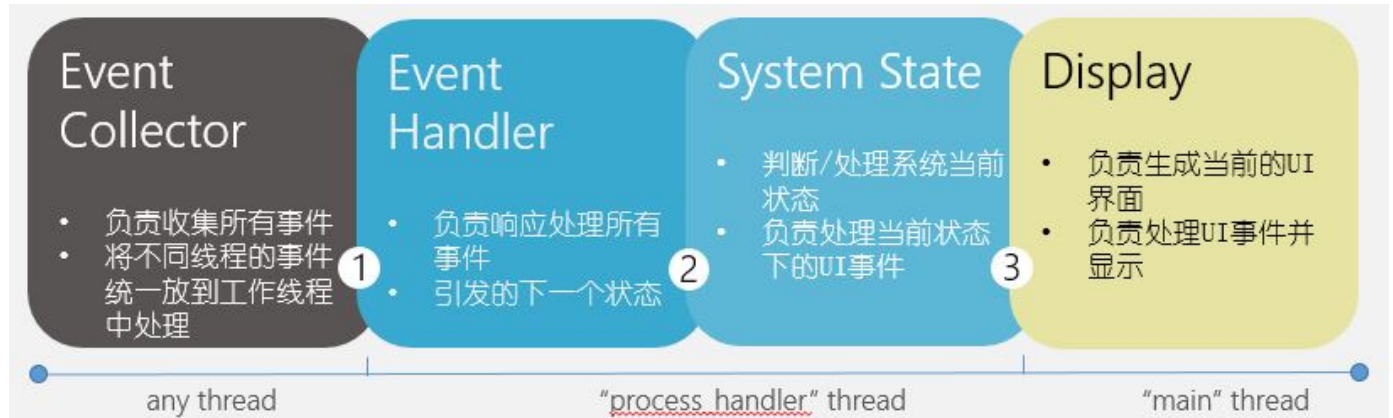 Event
Collector
• 负责收集所有事件
• 将不同线程的事件
统一放到工作线程
中处理
1
Event
Handler
• 负责响应处理所有
事件
• 引发的下一个状态
2
System State
• 判断/处理系统当前
状态
• 负责处理当前状态
下的UI事件
3
Display
• 负责生成当前的UI
界面
• 负责处理UI事件并
显示
any thread
“process handler” thread
“main” thread